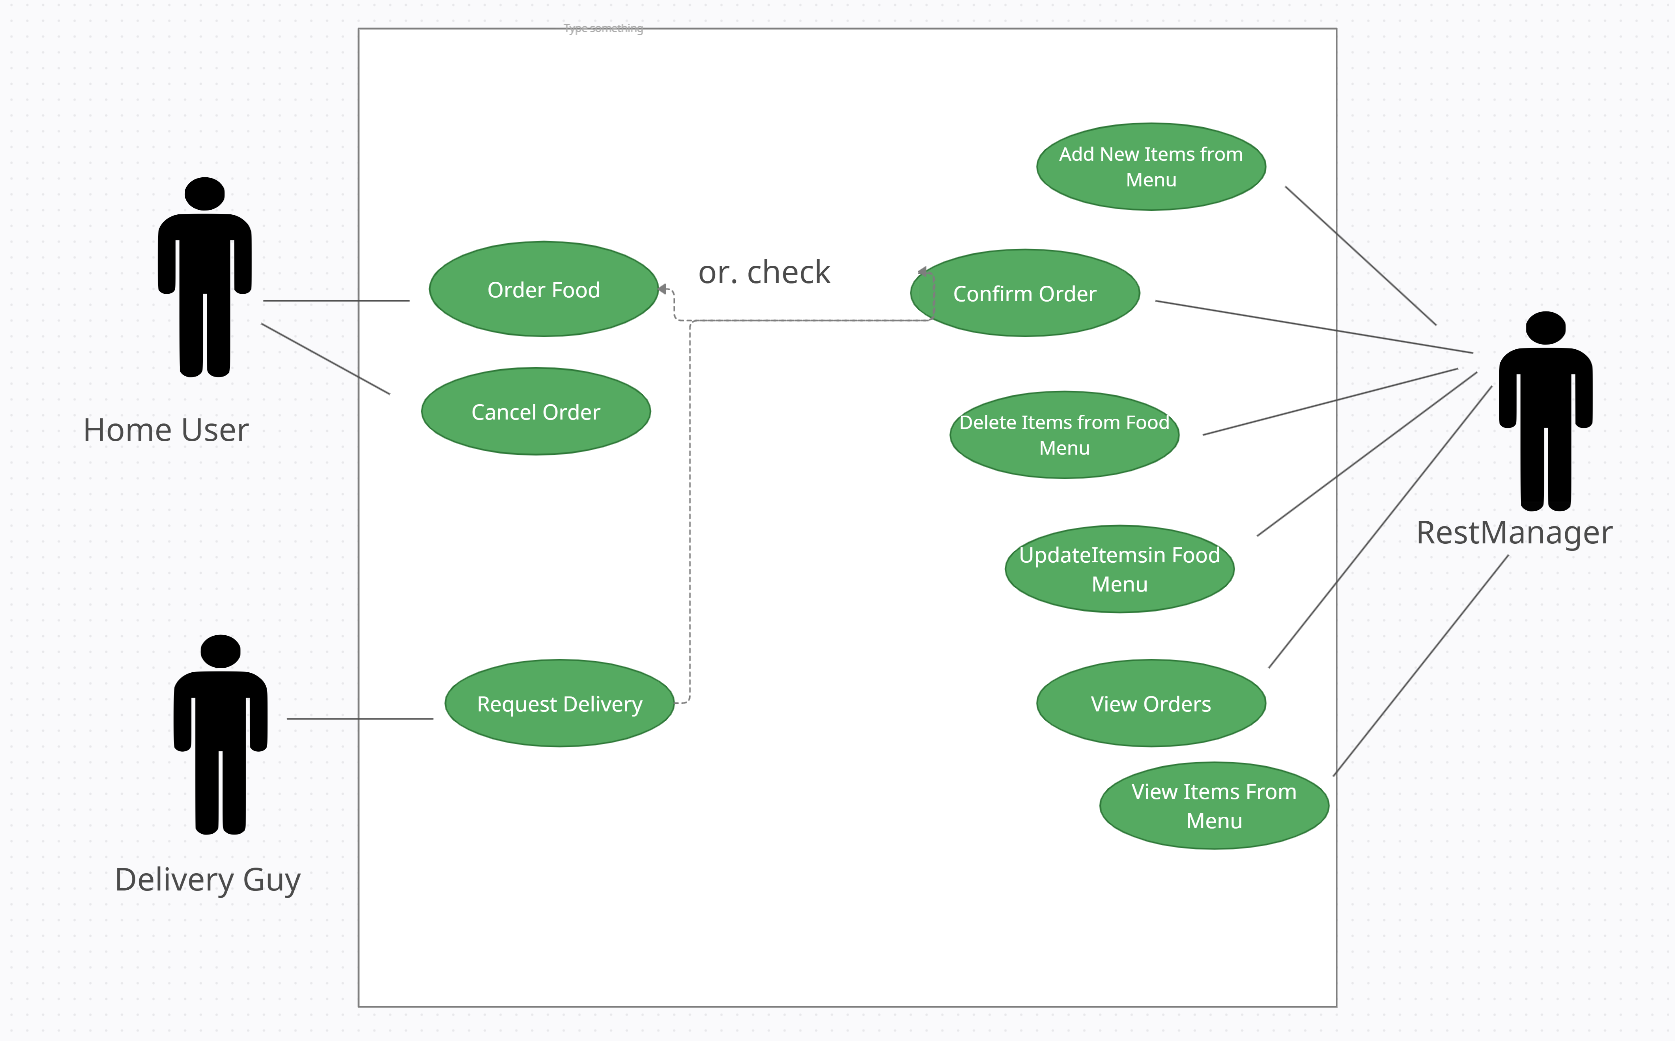 Type something
Add New Items from
Menu
Order Food
or. check
Confirm Order
Cancel Order
Home User
Delete Items from Food
Menu
RestManager
UpdateItemsin Food
Menu
Request Delivery
View Orders
View Items From
Menu
Delivery Guy